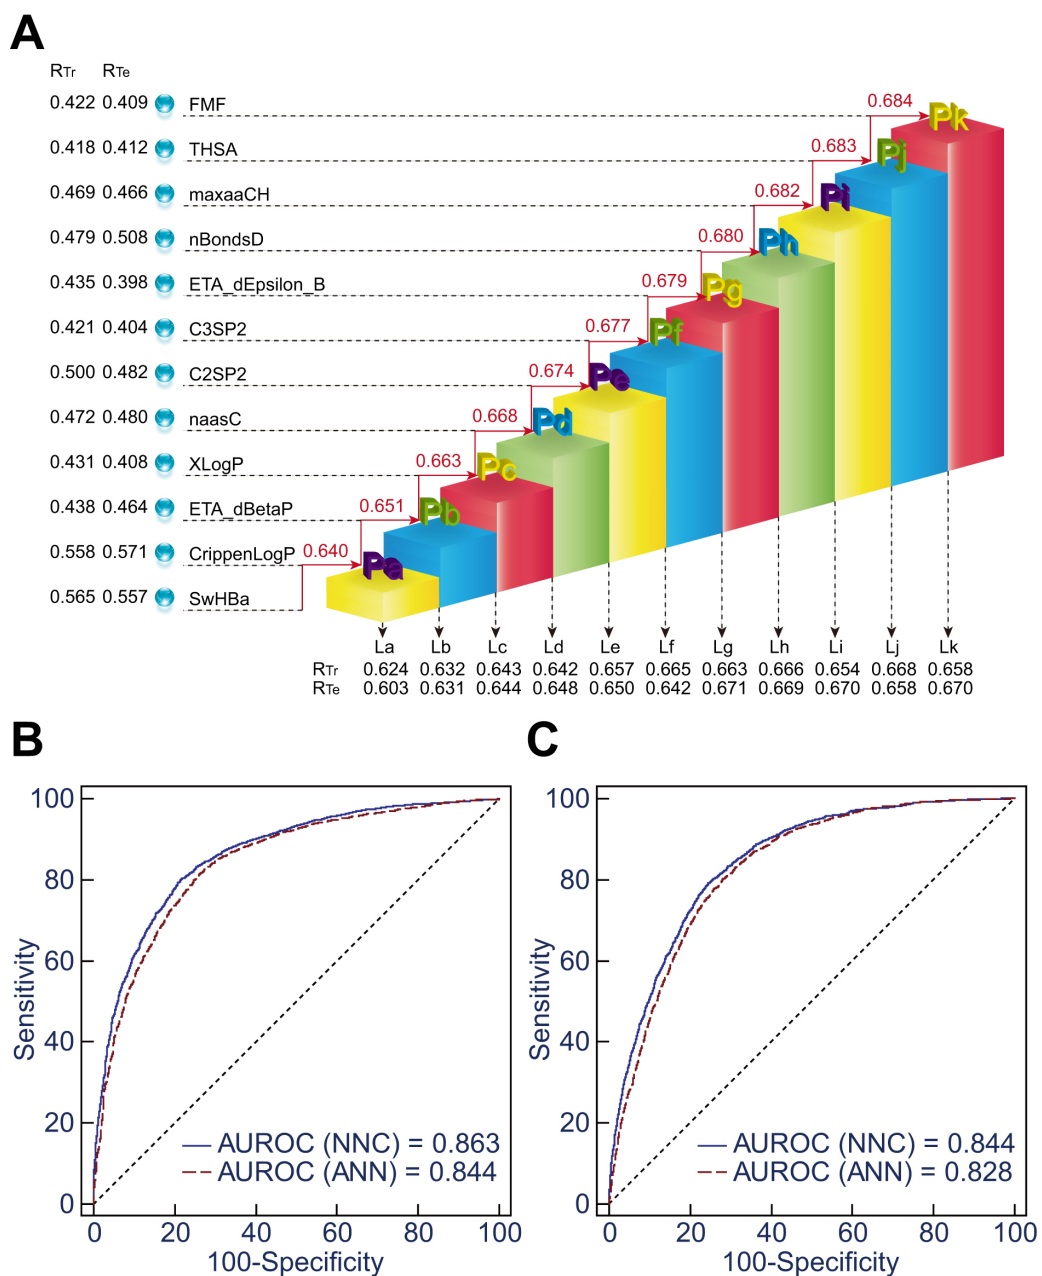 A
RTr RTe
0.422 0.409 FMF
0.418 0.412 THSA
0.469 0.466 maxaaCH
0.479 0.508 nBondsD
0.435 0.398 ETA_dEpsilon_B
0.421 0.404 C3SP2
0.500 0.482 C2SP2
0.472 0.480 naasC
0.431 0.408 XLogP
0.438 0.464 ETA_dBetaP
0.558 0.571 CrippenLogP
0.565 0.557 SwHBa
0.684 Pk
0.683 Pj
0.682 Pi
0.680 Ph
0.679 Pg
0.677 Pf
0.674 Pe
0.668 Pd
0.663 Pc
0.651 Pb
0.640 Pa
La Lb Lc Ld Le Lf Lg Lh Li Lj Lk
RTr 0.624 0.632 0.643 0.642 0.657 0.665 0.663 0.666 0.654 0.668 0.658
RTe 0.603 0.631 0.644 0.648 0.650 0.642 0.671 0.669 0.670 0.658 0.670
B
100
80
60
40
20
0
Sensitivity
AUROC (NNC) = 0.863
AUROC (ANN) = 0.844
0 20 40 60 80 100
100-Specificity
C
100
80
60
40
20
0
Sensitivity
AUROC (NNC) = 0.844
AUROC (ANN) = 0.828
0 20 40 60 80 100
100-Specificity